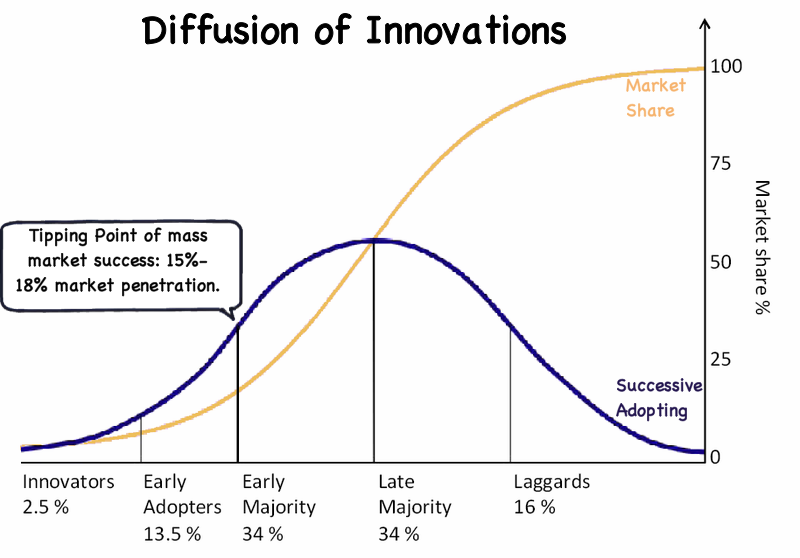 Diffusion of Innovations
100
Market
Share
75
Market share %
Tipping Point of mass
market success: 15%-
18% market penetration.
50
25
Successive
Adopting
0
Innovators
2.5 %
Early
Adopters
13.5 %
Early
Majority
34 %
Late
Majority
34 %
Laggards
16 %